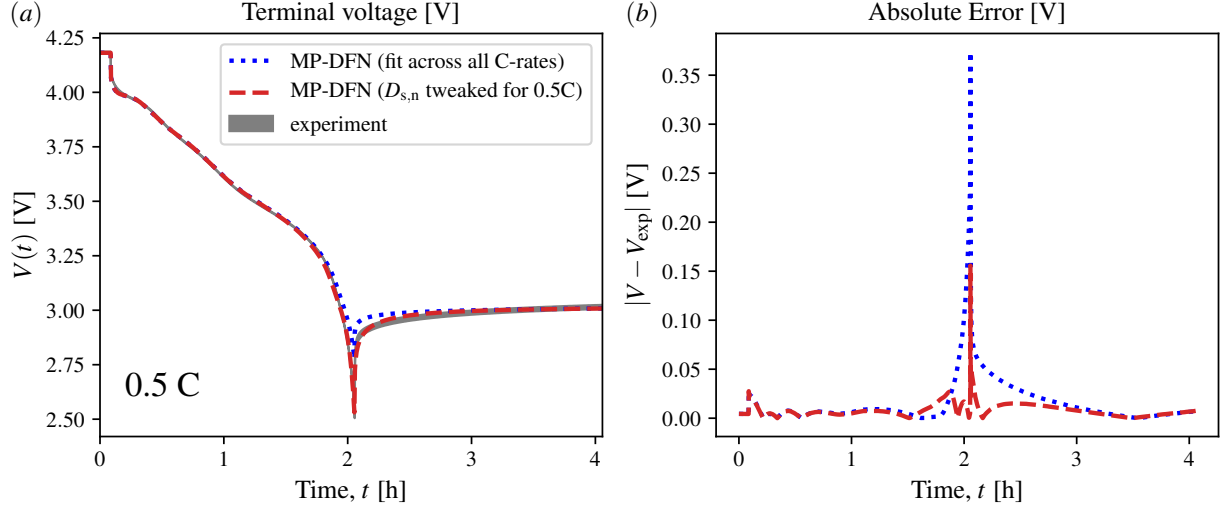 (a)
Terminal voltage [V]
4.25
4.00
3.75
3.50
3.25
3.00
2.75
2.50
V(t) [V]
MP-DFN (fit across all C-rates)
MP-DFN (D_{s,n} tweaked for 0.5C)
experiment
0.5 C
0
1
2
3
4
Time, t [h]
(b)
Absolute Error [V]
0.35
0.30
0.25
0.20
0.15
0.10
0.05
0.00
|V − V_{exp}| [V]
0
1
2
3
4
Time, t [h]